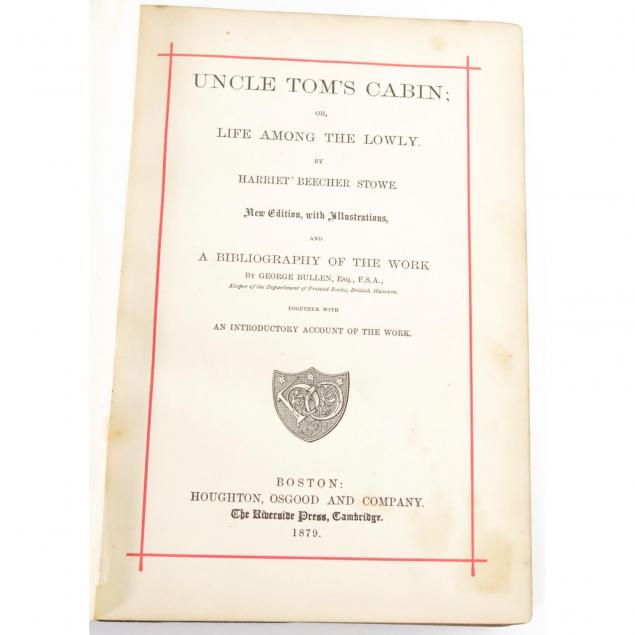 UNCLE TOM'S CABIN;
OR,
LIFE AMONG THE LOWLY.
BY
HARRIET BEECHER STOWE.
New Edition, with Illustrations,
AND
A BIBLIOGRAPHY OF THE WORK
BY GEORGE BULLEN, ESQ., F.S.A.,
Keeper of the Department of Printed Books, British Museum.
TOGETHER WITH
AN INTRODUCTORY ACCOUNT OF THE WORK.
BOSTON:
HOUGHTON, OSGOOD AND COMPANY.
The Riverside Press, Cambridge.
1879.